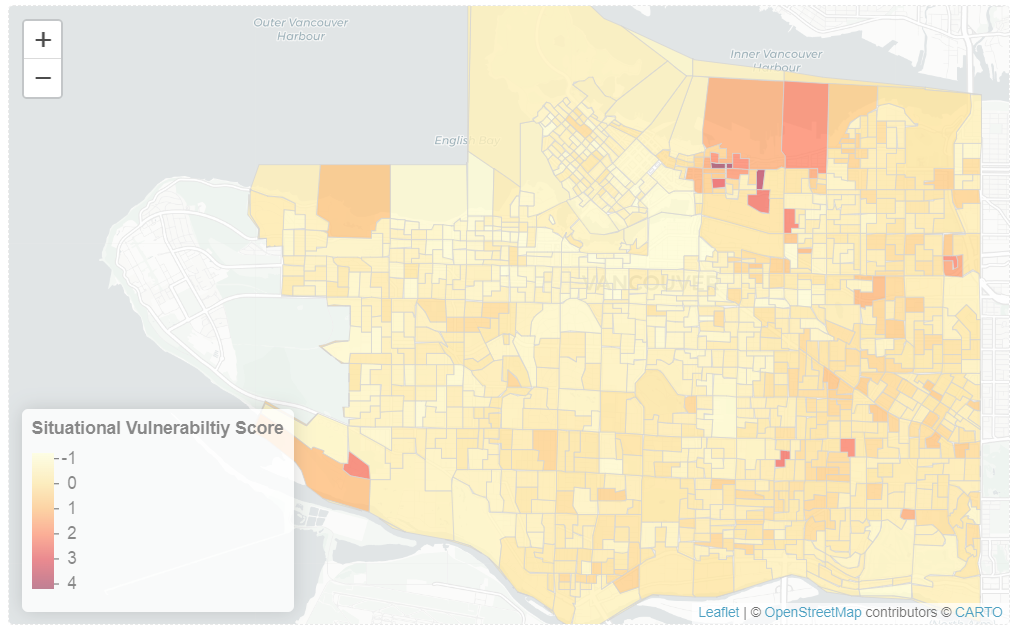 +
−
Outer Vancouver
Harbour
Inner Vancouver
Harbour
English Bay
VANCOUVER
Situational Vulnerabiltiy Score
-1
0
1
2
3
4
Leaflet | © OpenStreetMap contributors © CARTO